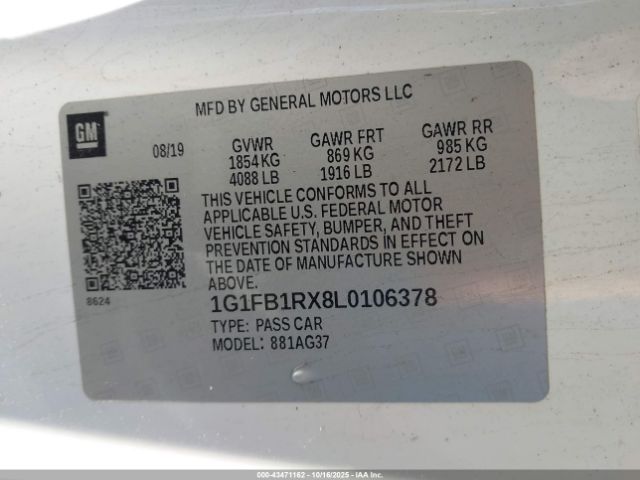 MFD BY GENERAL MOTORS LLC
GM
08/19
GVWR GAWR FRT GAWR RR
1854 KG 869 KG 985 KG
4088 LB 1916 LB 2172 LB
THIS VEHICLE CONFORMS TO ALL
APPLICABLE U.S. FEDERAL MOTOR
VEHICLE SAFETY, BUMPER, AND THEFT
PREVENTION STANDARDS IN EFFECT ON
THE DATE OF MANUFACTURE SHOWN
ABOVE.
8624
1G1FB1RX8L0106378
TYPE: PASS CAR
MODEL: 881AG37
000-43471162 - 10/16/2025 - IAA Inc.